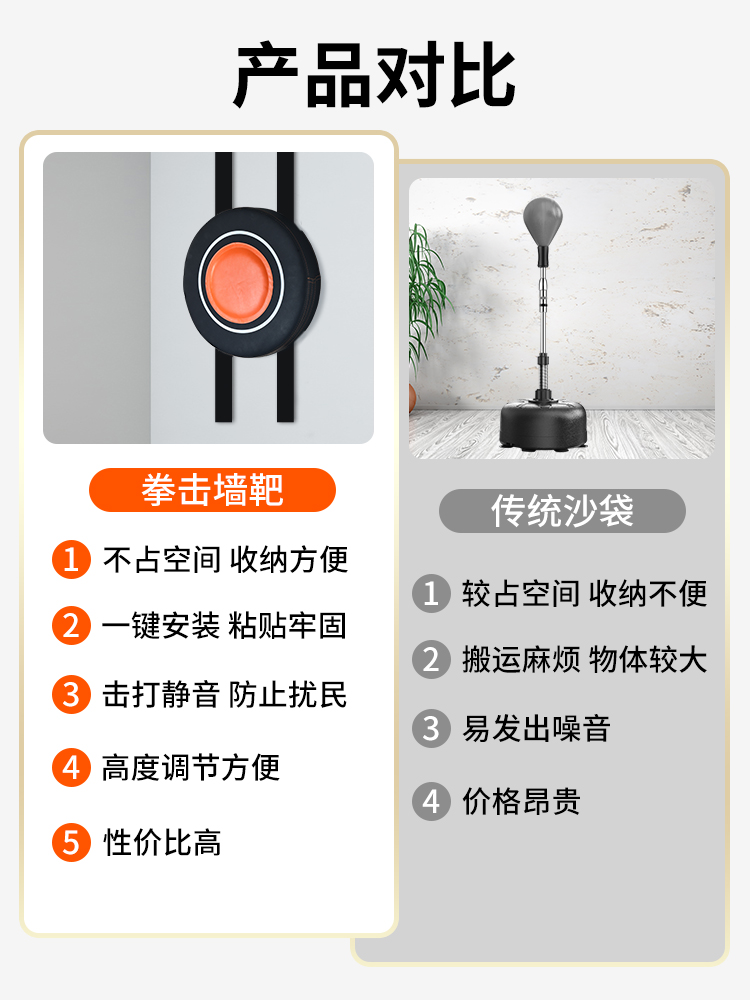 产品对比
拳击墙靶
1 不占空间 收纳方便
2 一键安装 粘贴牢固
3 击打静音 防止扰民
4 高度调节方便
5 性价比高
传统沙袋
1 较占空间 收纳不便
2 搬运麻烦 物体较大
3 易发出噪音
4 价格昂贵